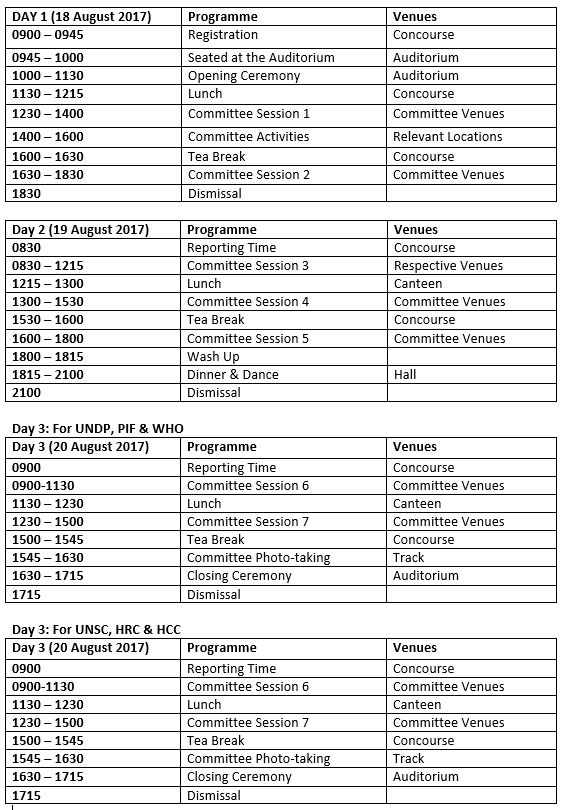 DAY 1 (18 August 2017) Programme Venues
0900 – 0945 Registration Concourse
0945 – 1000 Seated at the Auditorium Auditorium
1000 – 1130 Opening Ceremony Auditorium
1130 – 1215 Lunch Concourse
1230 – 1400 Committee Session 1 Committee Venues
1400 – 1600 Committee Activities Relevant Locations
1600 – 1630 Tea Break Concourse
1630 – 1830 Committee Session 2 Committee Venues
1830 Dismissal
Day 2 (19 August 2017) Programme Venues
0830 Reporting Time Concourse
0830 – 1215 Committee Session 3 Respective Venues
1215 – 1300 Lunch Canteen
1300 – 1530 Committee Session 4 Committee Venues
1530 – 1600 Tea Break Concourse
1600 – 1800 Committee Session 5 Committee Venues
1800 – 1815 Wash Up
1815 – 2100 Dinner & Dance Hall
2100 Dismissal
Day 3: For UNDP, PIF & WHO
Day 3 (20 August 2017) Programme Venues
0900 Reporting Time Concourse
0900-1130 Committee Session 6 Committee Venues
1130 – 1230 Lunch Canteen
1230 – 1500 Committee Session 7 Committee Venues
1500 – 1545 Tea Break Concourse
1545 – 1630 Committee Photo-taking Track
1630 – 1715 Closing Ceremony Auditorium
1715 Dismissal
Day 3: For UNSC, HRC & HCC
Day 3 (20 August 2017) Programme Venues
0900 Reporting Time Concourse
0900-1130 Committee Session 6 Committee Venues
1130 – 1230 Lunch Canteen
1230 – 1500 Committee Session 7 Committee Venues
1500 – 1545 Tea Break Concourse
1545 – 1630 Committee Photo-taking Track
1630 – 1715 Closing Ceremony Auditorium
1715 Dismissal